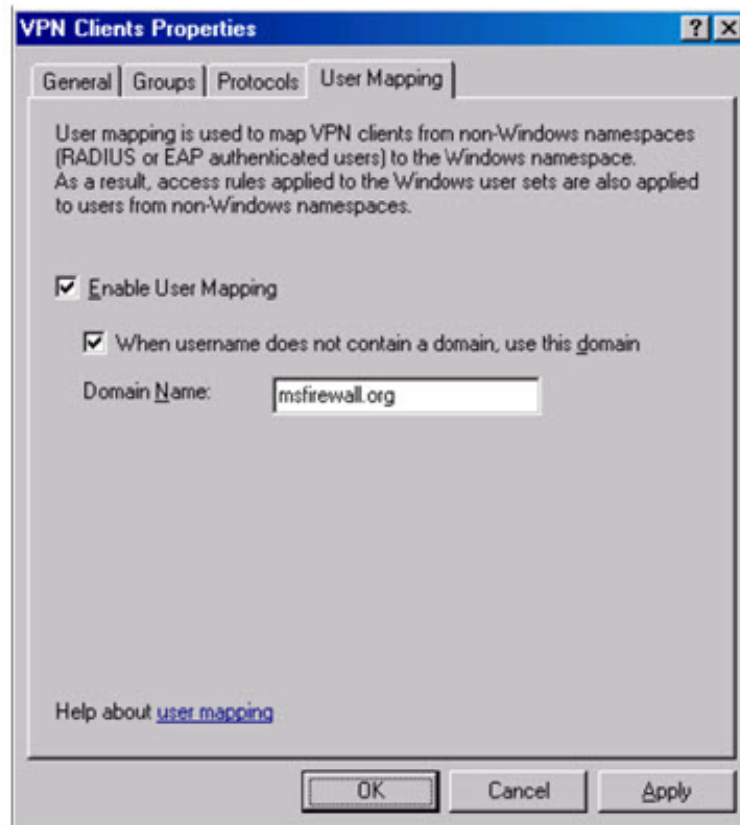 VPN Clients Properties
General Groups Protocols User Mapping
User mapping is used to map VPN clients from non-Windows namespaces
(RADIUS or EAP authenticated users) to the Windows namespace.
As a result, access rules applied to the Windows user sets are also applied
to users from non-Windows namespaces.
Enable User Mapping
When username does not contain a domain, use this domain
Domain Name: msfirewall.org
Help about user mapping
OK Cancel Apply